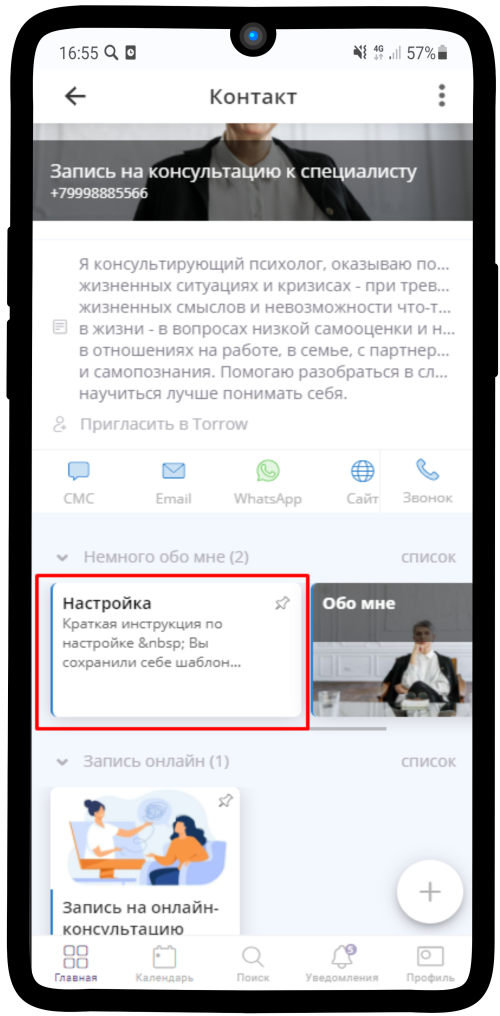 16:55
4G
57%
Контакт
Запись на консультацию к специалисту
+79998885566
Я консультирующий психолог, оказываю по...
жизненных ситуациях и кризисах - при трев...
жизненных смыслов и невозможности что-т...
в жизни - в вопросах низкой самооценки и н...
в отношениях на работе, в семье, с партнер...
и самопознания. Помогаю разобраться в сл...
научиться лучше понимать себя.
Пригласить в Torrow
СМС
Email
WhatsApp
Сайт
Звонок
Немного обо мне (2)
список
Настройка
Краткая инструкция по
настройке &nbsp; Вы
сохранили себе шаблон...
Обо мне
Запись онлайн (1)
список
Запись на онлайн-
консультацию
Главная
Календарь
Поиск
5
Уведомления
Профиль